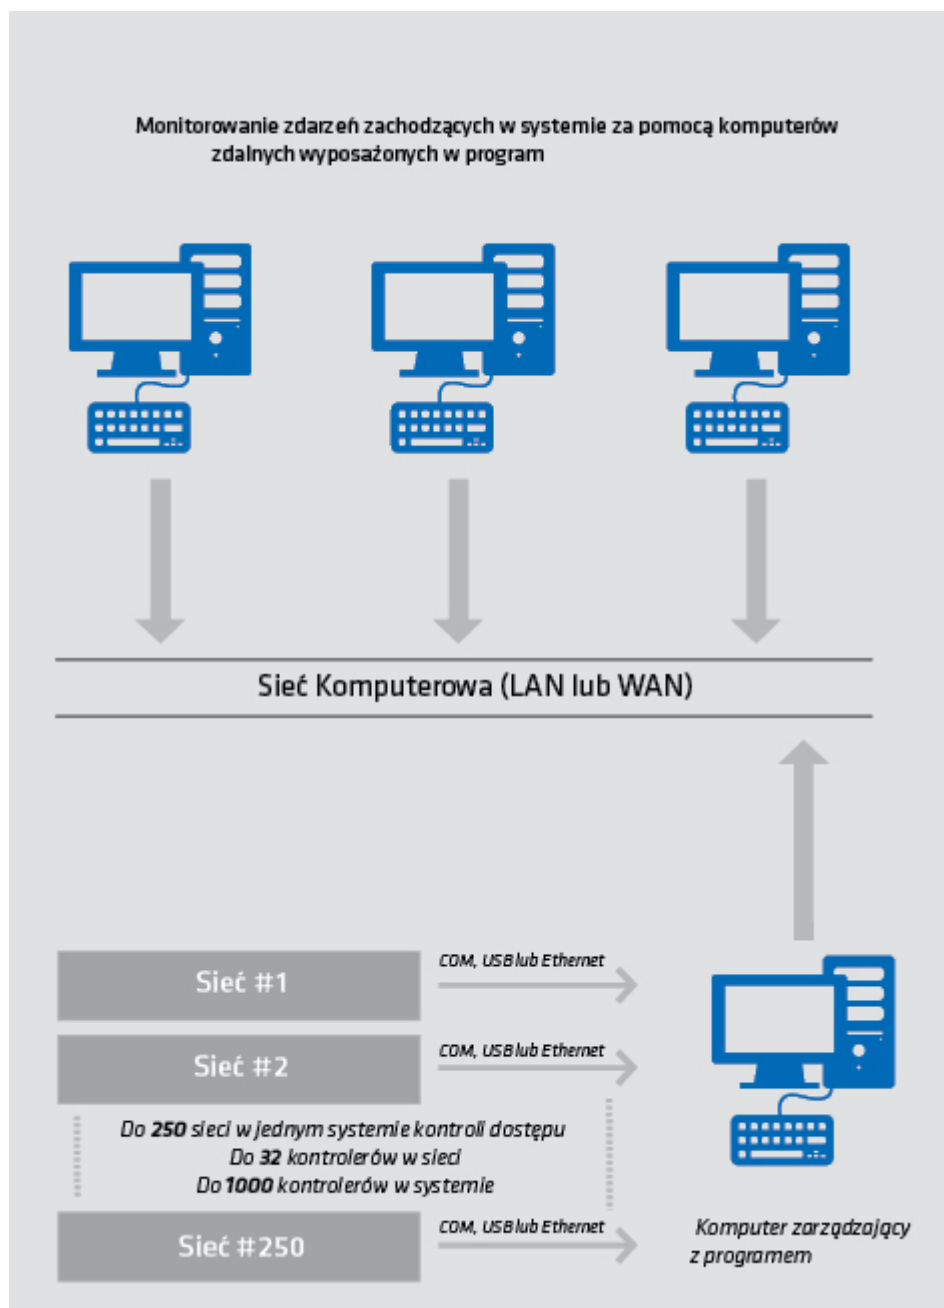 Monitorowanie zdarzeń zachodzących w systemie za pomocą komputerów
zdalnych wyposażonych w program
Sieć Komputerowa (LAN lub WAN)
Sieć #1
COM, USB lub Ethernet
Sieć #2
COM, USB lub Ethernet
Do 250 sieci w jednym systemie kontroli dostępu
Do 32 kontrolerów w sieci
Do 1000 kontrolerów w systemie
Sieć #250
COM, USB lub Ethernet
Komputer zarządzający
z programem